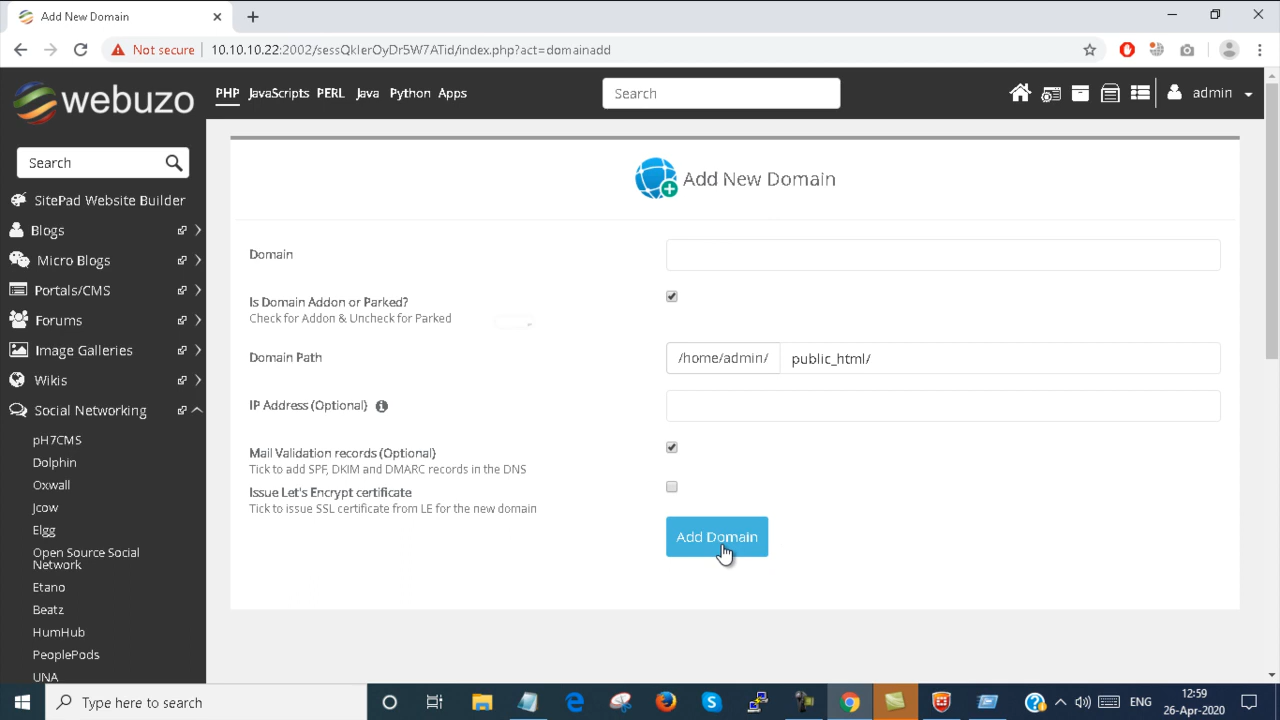 Add New Domain
Not secure
10.10.10.22:2002/sessQkIerOyDr5W7ATid/index.php?act=domainadd
webuzo
PHP JavaScripts PERL Java Python Apps
Search
admin
Search
SitePad Website Builder
Blogs
Micro Blogs
Portals/CMS
Forums
Image Galleries
Wikis
Social Networking
pH7CMS
Dolphin
Oxwall
Jcow
Elgg
Open Source Social
Network
Etano
Beatz
HumHub
PeoplePods
UNA
Add New Domain
Domain
Is Domain Addon or Parked?
Check for Addon & Uncheck for Parked
Domain Path
/home/admin/ public_html/
IP Address (Optional)
Mail Validation records (Optional)
Tick to add SPF, DKIM and DMARC records in the DNS
Issue Let's Encrypt certificate
Tick to issue SSL certificate from LE for the new domain
Add Domain
Type here to search
ENG
12:59
26-Apr-2020